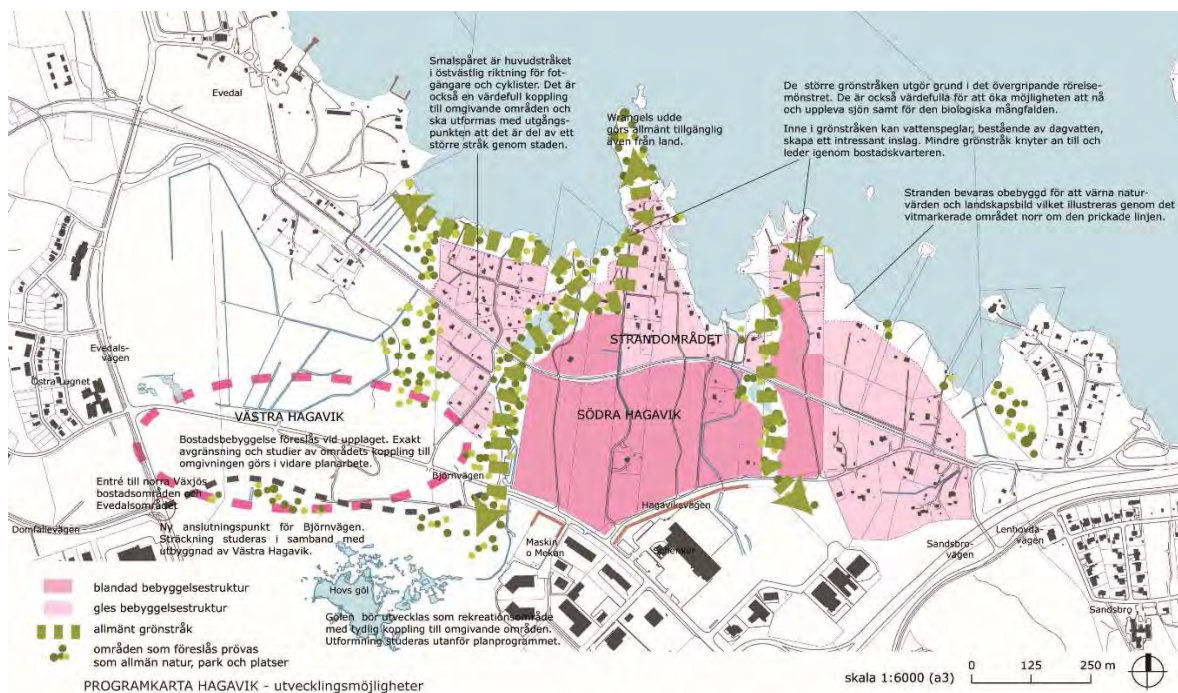 Evedal
Smalspåret är huvudstråket
i östvästlig riktning för fot-
gängare och cyklister. Det är
också en värdefull koppling
till omgivande områden och
ska utformas med utgångs-
punkten att det är del av ett
större stråk genom staden.
Wrangels udde
görs allmänt tillgänglig
även från land.
De större grönstråken utgör grund i det övergripande rörelse-
mönstret. De är också värdefulla för att öka möjligheten att nå
och uppleva sjön samt för den biologiska mångfalden.
Inne i grönstråken kan vattenspeglar, bestående av dagvatten,
skapa ett intressant inslag. Mindre grönstråk knyter an till och
leder igenom bostadskvarteren.
Stranden bevaras obebyggd för att värna natur-
värden och landskapsbild vilket illustreras genom det
vitmarkerade området norr om den prickade linjen.
Evedals-
vägen
Östra Lugnet
STRANDOMRÅDET
VÄSTRA HAGAVIK
SÖDRA HAGAVIK
Bostadsbebyggelse föreslås vid upplaget. Exakt
avgränsning och studier av områdets koppling till
omgivningen görs i vidare planarbete.
Björnvägen
Entré till norra Växjös
bostadsområden och
Evedalsområdet
Hagaviksvägen
Domfällevägen
Ny anslutningspunkt för Björnvägen.
Sträckning studeras i samband med
utbyggnad av Västra Hagavik.
Maskin
o Mekan
Schenker
Sandsbro-
vägen
Lenhovda-
vägen
Sandsbro
Hovs göl
Gölen bör utvecklas som rekreationsområde
med tydlig koppling till omgivande områden.
Utformning studeras utanför planprogrammet.
blandad bebyggelsestruktur
gles bebyggelsestruktur
allmänt grönstråk
områden som föreslås prövas
som allmän natur, park och platser
PROGRAMKARTA HAGAVIK - utvecklingsmöjligheter
skala 1:6000 (a3)
0 125 250 m